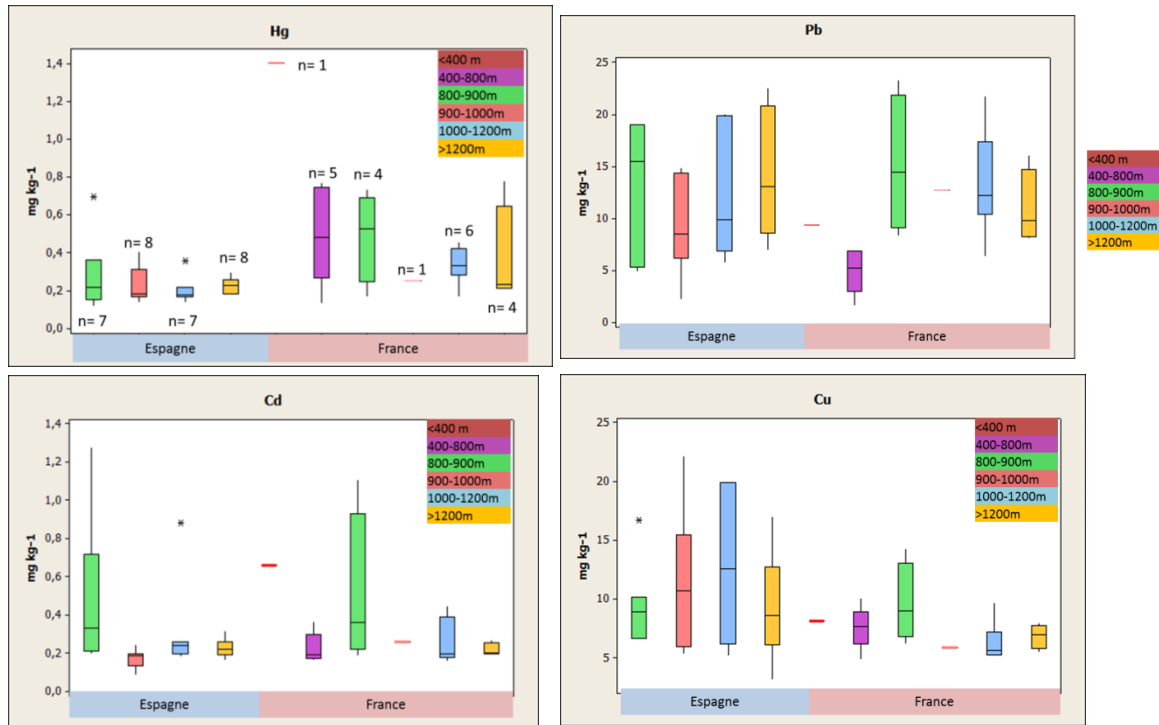 Hg
mg kg-1
1,4
1,2
1,0
0,8
0,6
0,4
0,2
0,0
<400 m
400-800m
800-900m
900-1000m
1000-1200m
>1200m
n= 1
n= 5
n= 4
n= 8
n= 6
n= 8
n= 1
n= 7
n= 7
n= 4
Espagne
France
Pb
mg kg-1
25
20
15
10
5
0
Espagne
France
<400 m
400-800m
800-900m
900-1000m
1000-1200m
>1200m
Cd
mg kg-1
1,4
1,2
1,0
0,8
0,6
0,4
0,2
0,0
<400 m
400-800m
800-900m
900-1000m
1000-1200m
>1200m
Espagne
France
Cu
mg kg-1
25
20
15
10
5
<400 m
400-800m
800-900m
900-1000m
1000-1200m
>1200m
Espagne
France